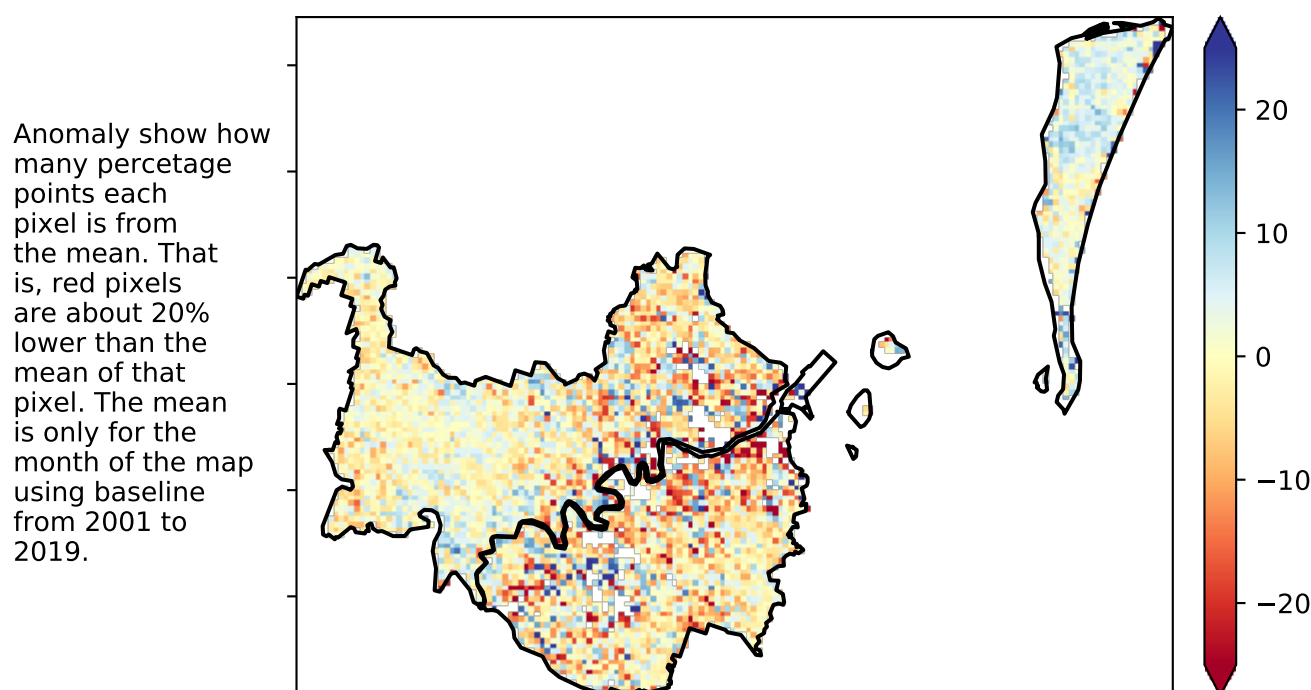 Anomaly show how
many percetage
points each
pixel is from
the mean. That
is, red pixels
are about 20%
lower than the
mean of that
pixel. The mean
is only for the
month of the map
using baseline
from 2001 to
2019.
20
10
0
−10
−20